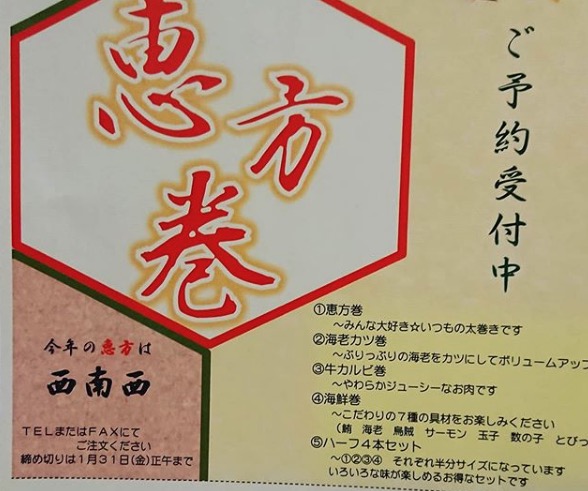 恵方巻
ご予約受付中
今年の恵方は
西南西
TELまたはFAXにて
ご注文ください
締め切りは1月31日(金)正午まで
①恵方巻
～みんな大好き☆いつもの太巻きです
②海老カツ巻
～ぷりっぷりの海老をカツにしてボリュームアップ
③牛カルビ巻
～やわらかジューシーなお肉です
④海鮮巻
～こだわりの7種の具材をお楽しみください
(鮪 海老 烏賊 サーモン 玉子 数の子 とびっ
⑤ハーフ4本セット
～①②③④ それぞれ半分サイズになっています
いろいろな味が楽しめるお得なセットです